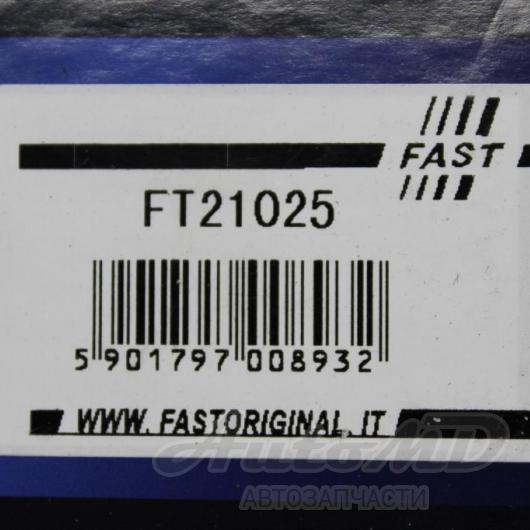 FAST
FT21025
5 901797 008932
WWW.FASTORIGINAL.IT
AutoMD
АВТОЗАПЧАСТИ